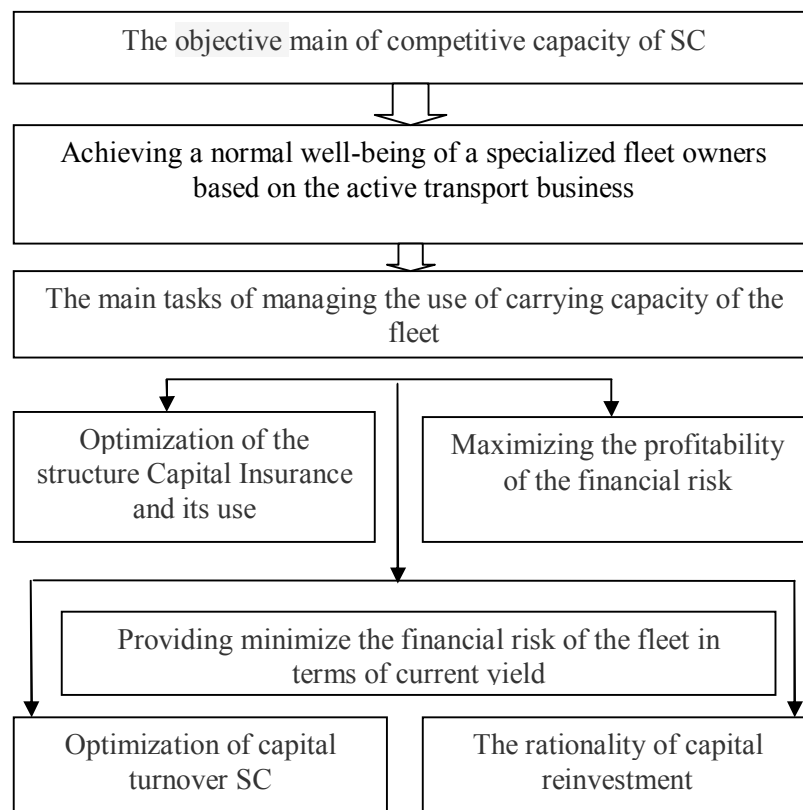 The objective main of competitive capacity of SC
Achieving a normal well-being of a specialized fleet owners
based on the active transport business
The main tasks of managing the use of carrying capacity of the
fleet
Optimization of the
structure Capital Insurance
and its use
Maximizing the profitability
of the financial risk
Providing minimize the financial risk of the fleet in
terms of current yield
Optimization of capital
turnover SC
The rationality of capital
reinvestment